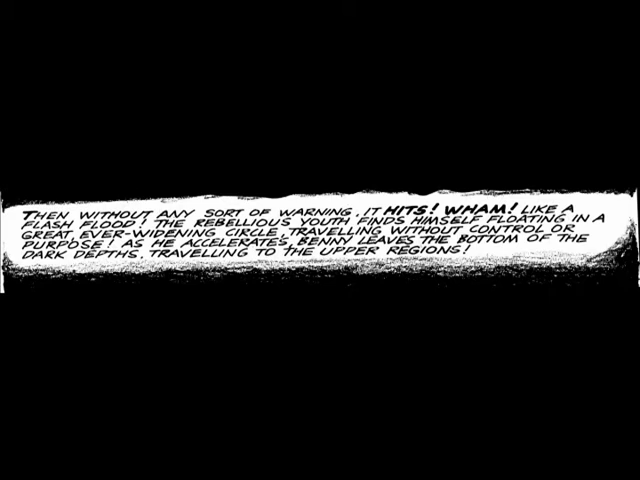 THEN WITHOUT ANY SORT OF WARNING, IT HITS! WHAM! LIKE A
FLASH FLOOD! THE REBELLIOUS YOUTH FINDS HIMSELF FLOATING IN A
GREAT, EVER-WIDENING CIRCLE, TRAVELLING WITHOUT CONTROL OR
PURPOSE! AS HE ACCELERATES, BENNY LEAVES THE BOTTOM OF THE
DARK DEPTHS, TRAVELLING TO THE UPPER REGIONS!